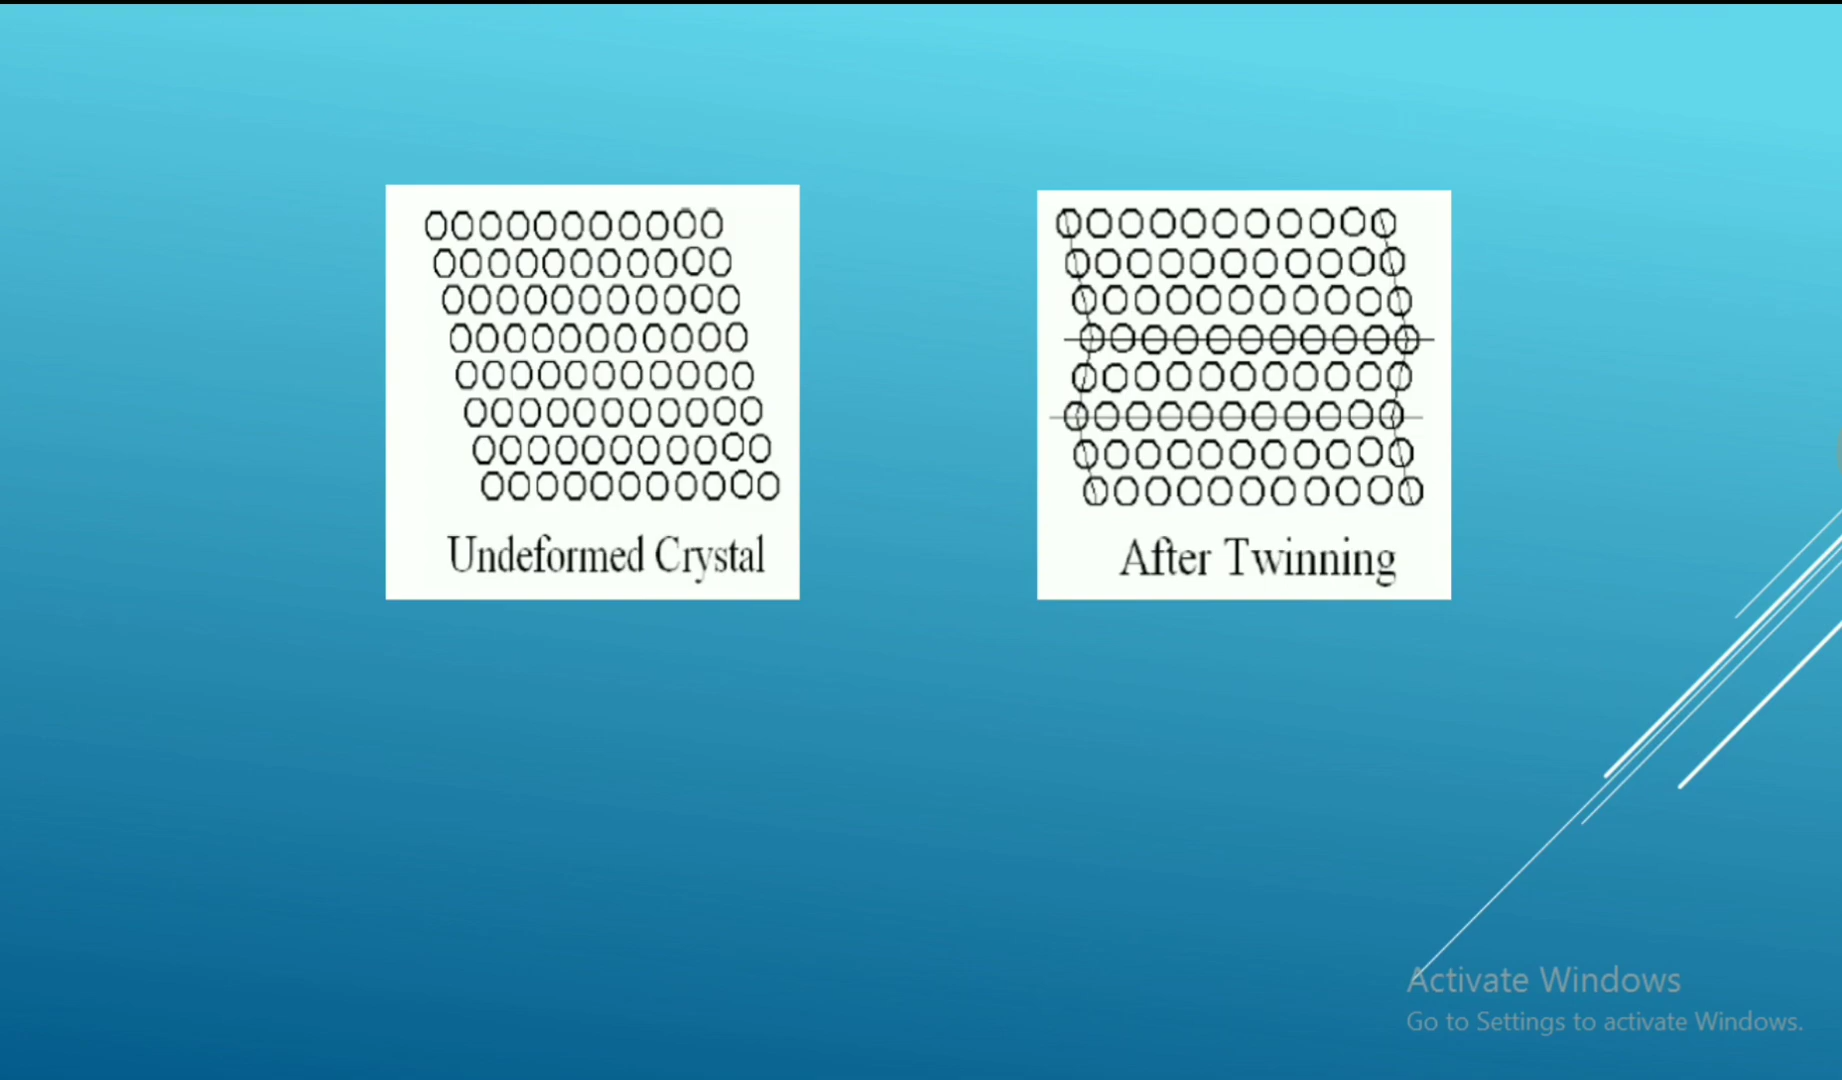 Undeformed Crystal
After Twinning
Activate Windows
Go to Settings to activate Windows.